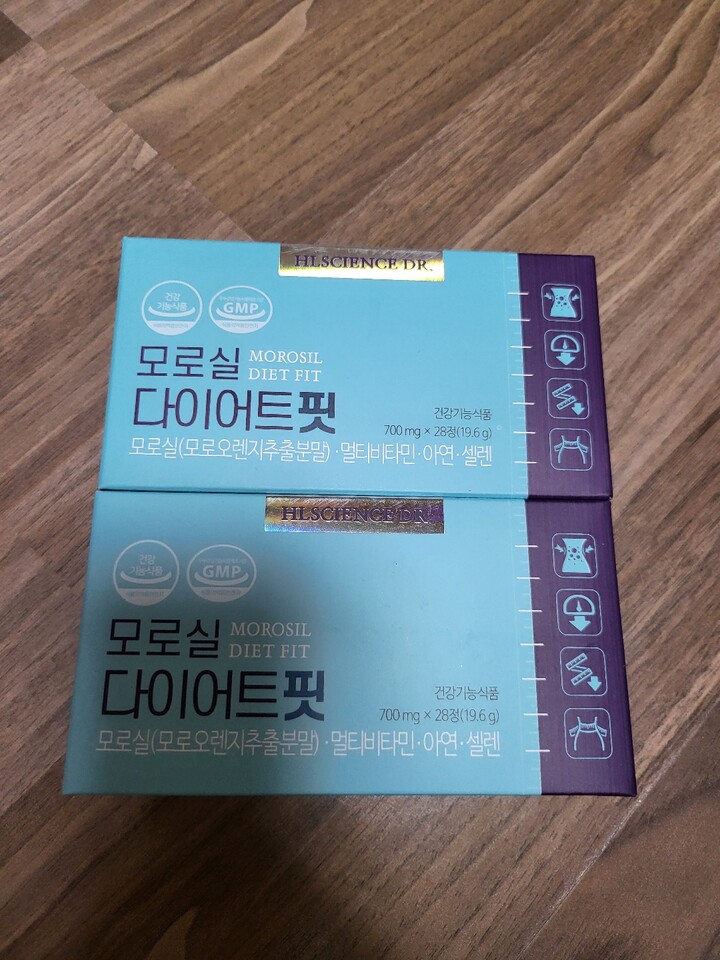 HLSCIENCE DR.
건강
기능식품
GMP
모로실 MOROSIL
DIET FIT
다이어트핏
건강기능식품
700 mg × 28정(19.6 g)
모로실(모로오렌지추출분말)·멀티비타민·아연·셀렌
HLSCIENCE DR.
건강
기능식품
GMP
모로실 MOROSIL
DIET FIT
다이어트핏
건강기능식품
700 mg × 28정(19.6 g)
모로실(모로오렌지추출분말)·멀티비타민·아연·셀렌